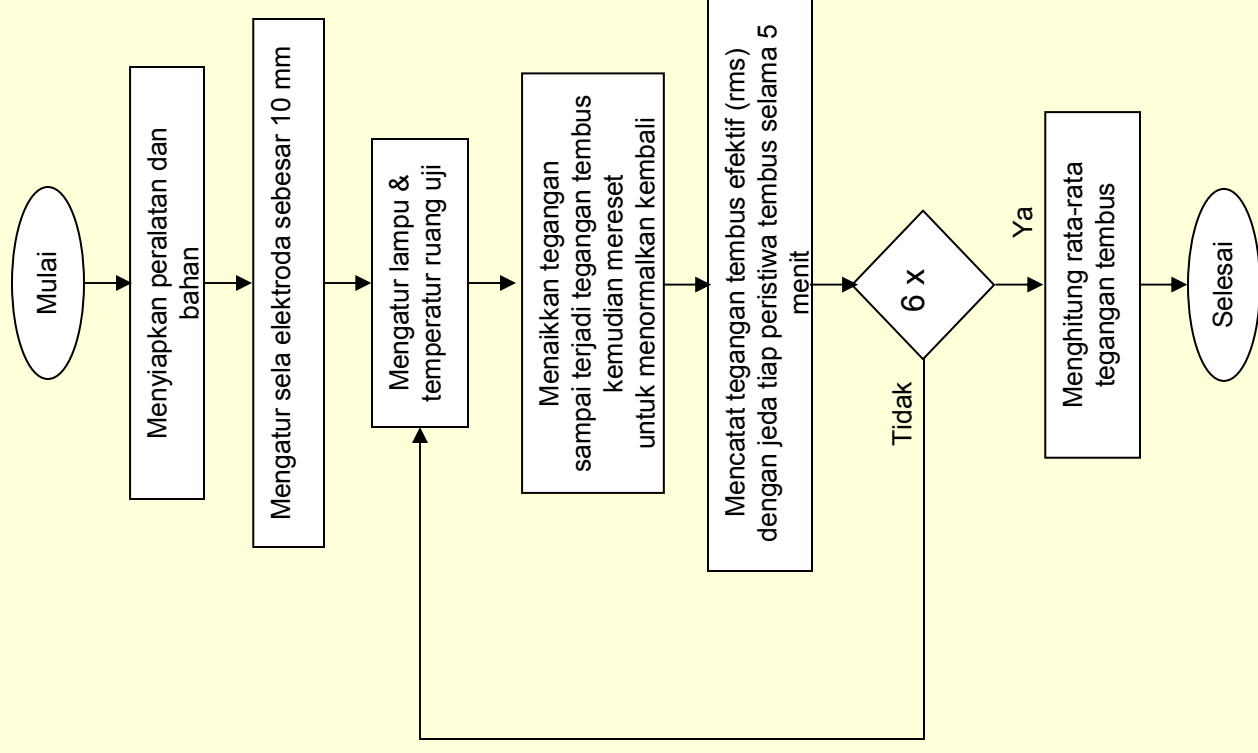 Mulai
Menyiapkan peralatan dan
bahan
Mengatur sela elektroda sebesar 10 mm
Mengatur lampu &
temperatur ruang uji
Menaikkan tegangan
sampai terjadi tegangan tembus
kemudian mereset
untuk menormalkan kembali
Mencatat tegangan tembus efektif (rms)
dengan jeda tiap peristiwa tembus selama 5
menit
6 x
Tidak
Ya
Menghitung rata-rata
tegangan tembus
Selesai